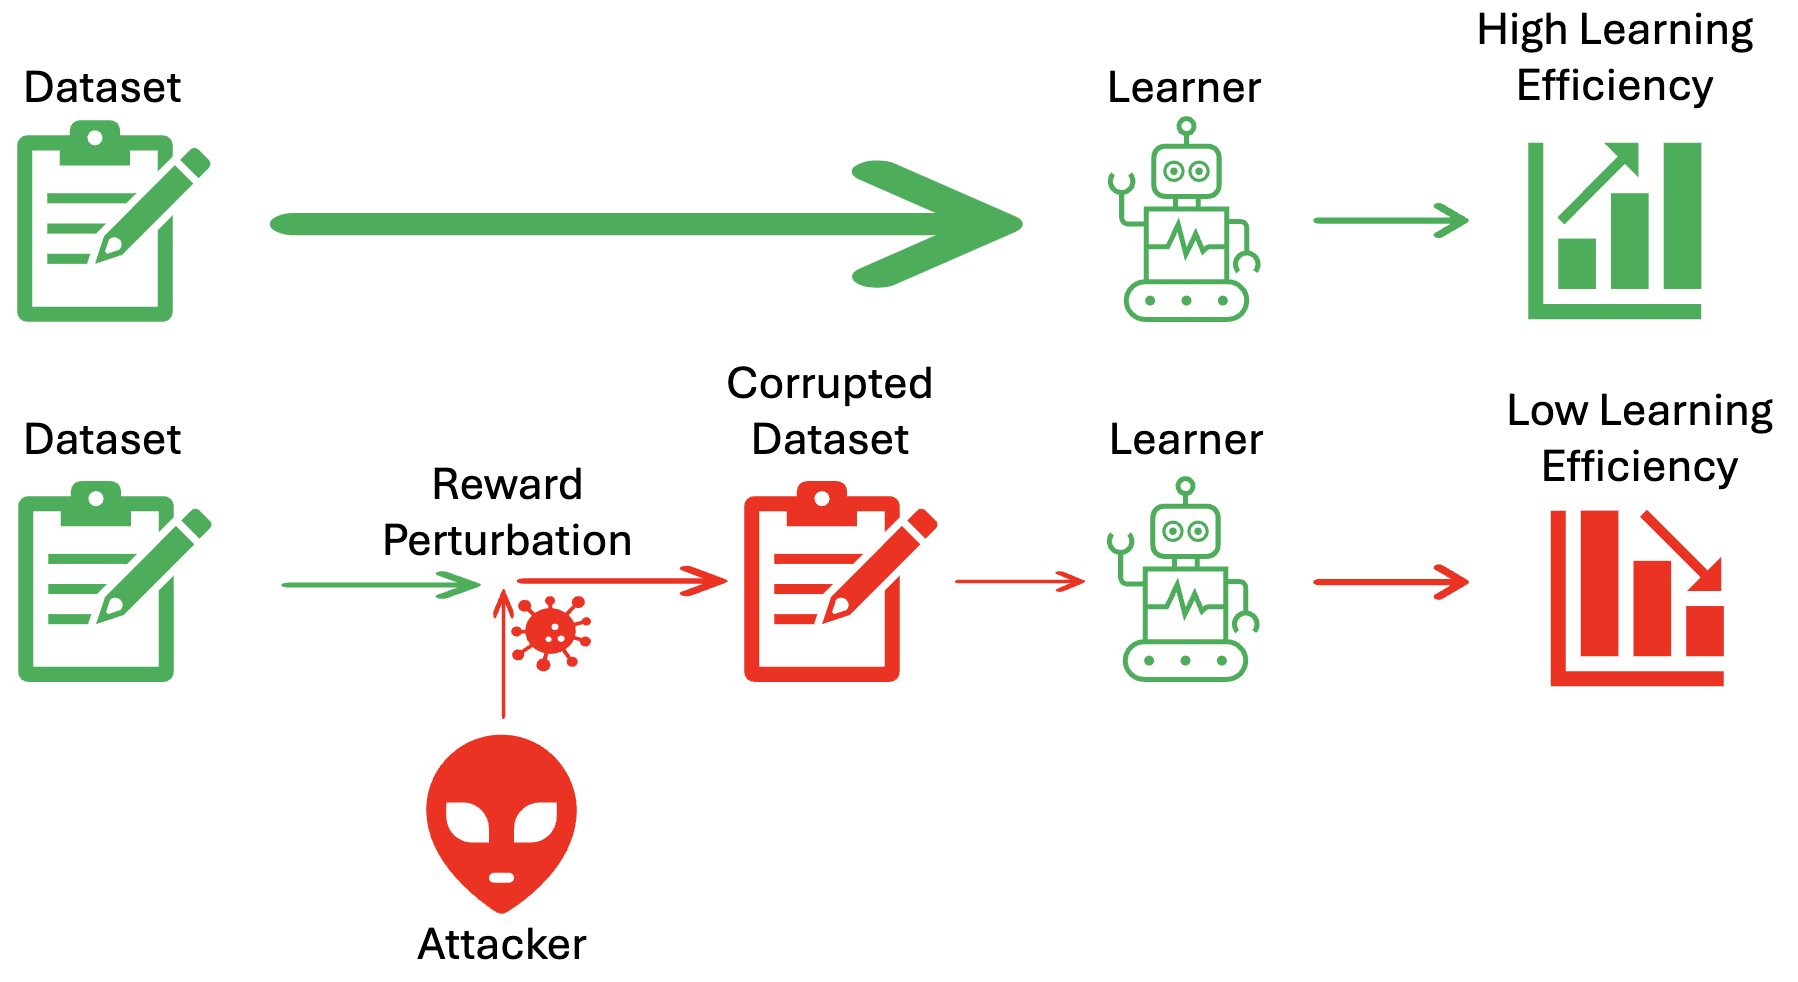 Dataset
Learner
High Learning
Efficiency
Dataset
Reward
Perturbation
Corrupted
Dataset
Learner
Low Learning
Efficiency
Attacker